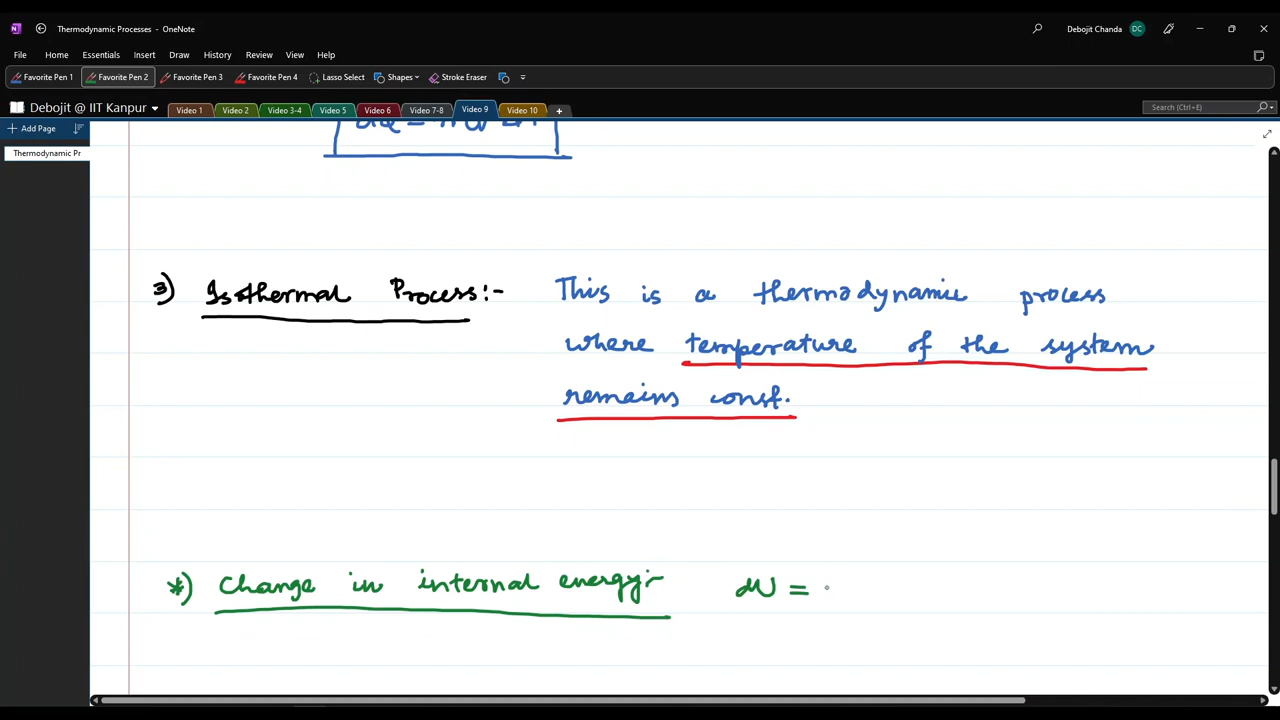 Thermodynamic Processes - OneNote
Debojit Chanda DC
File Home Essentials Insert Draw History Review View Help
Favorite Pen 1 Favorite Pen 2 Favorite Pen 3 Favorite Pen 4 Lasso Select Shapes Stroke Eraser
Debojit @ IIT Kanpur Video 1 Video 2 Video 3-4 Video 5 Video 6 Video 7-8 Video 9 Video 10 + Search (Ctrl+E)
+ Add Page
Thermodynamic Pr
3) Isothermal Process:- This is a thermodynamic process
where temperature of the system
remains const.
*) Change in internal energy:- dU =